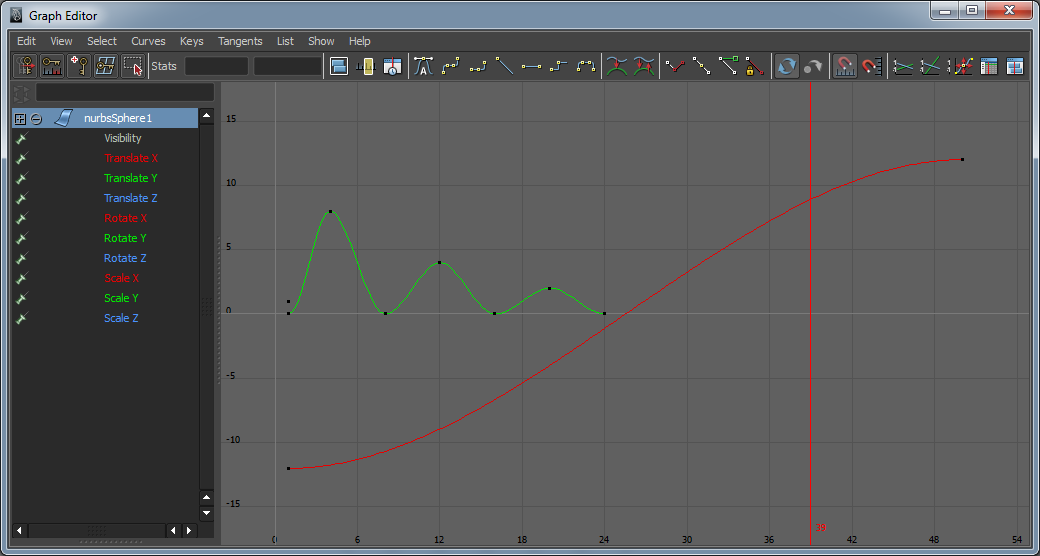 Graph Editor
Edit View Select Curves Keys Tangents List Show Help
Stats
nurbsSphere1
Visibility
Translate X
Translate Y
Translate Z
Rotate X
Rotate Y
Rotate Z
Scale X
Scale Y
Scale Z
15
10
5
0
-5
-10
-15
39
0 6 12 18 24 30 36 42 48 54